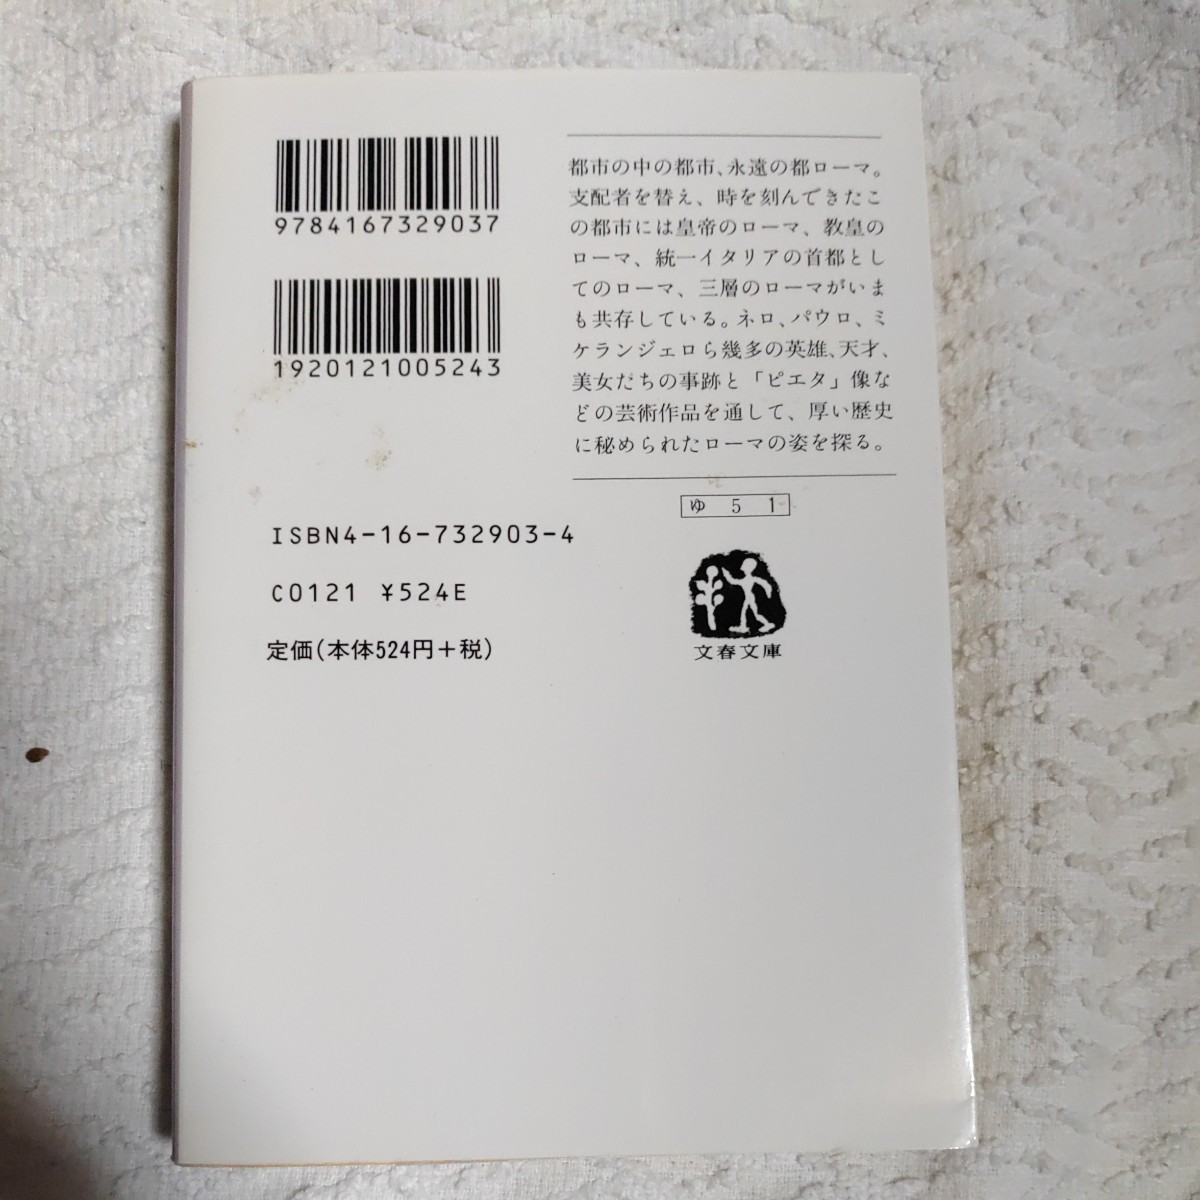 9784167329037
1920121005243
都市の中の都市、永遠の都ローマ。
支配者を替え、時を刻んできたこ
の都市には皇帝のローマ、教皇の
ローマ、統一イタリアの首都とし
てのローマ、三層のローマがいま
も共存している。ネロ、パウロ、ミ
ケランジェロら幾多の英雄、天才、
美女たちの事跡と「ピエタ」像な
どの芸術作品を通して、厚い歴史
に秘められたローマの姿を探る。
ゆ 5 1
ISBN4-16-732903-4
C0121 ¥524E
定価(本体524円+税)
文春文庫